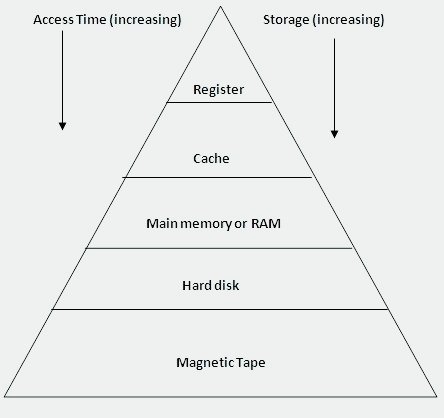 Access Time (increasing)
Storage (increasing)
Register
Cache
Main memory or RAM
Hard disk
Magnetic Tape